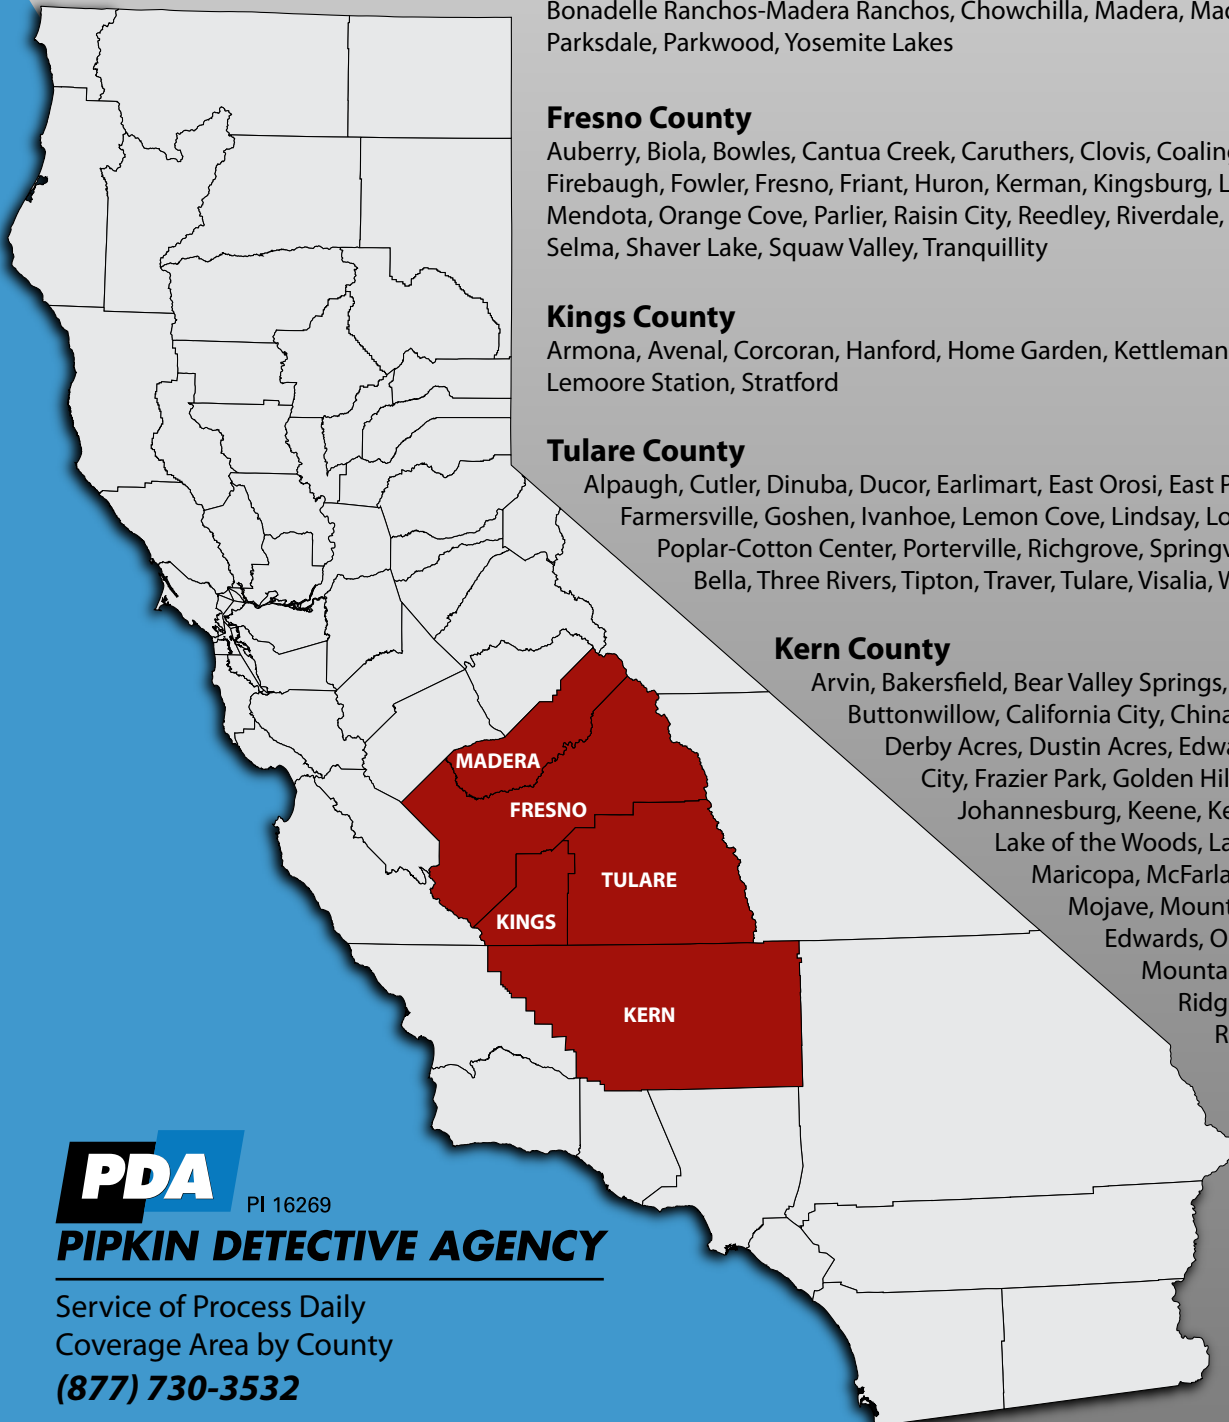 Bonadelle Ranchos-Madera Ranchos, Chowchilla, Madera,
Parksdale, Parkwood, Yosemite Lakes
Fresno County
Auberry, Biola, Bowles, Cantua Creek, Caruthers, Clovis,
Firebaugh, Fowler, Fresno, Friant, Huron, Kerman, Kingsburg,
Mendota, Orange Cove, Parlier, Raisin City, Reedley, Riverdale,
Selma, Shaver Lake, Squaw Valley, Tranquillity
Kings County
Armona, Avenal, Corcoran, Hanford, Home Garden, Kettleman
Lemoore Station, Stratford
Tulare County
Alpaugh, Cutler, Dinuba, Ducor, Earlimart, East Orosi, East
Farmersville, Goshen, Ivanhoe, Lemon Cove, Lindsay,
Poplar-Cotton Center, Porterville, Richgrove,
Bella, Three Rivers, Tipton, Traver, Tulare, Visalia,
Kern County
Arvin, Bakersfield, Bear Valley Springs,
Buttonwillow, California City,
Derby Acres, Dustin Acres,
City, Frazier Park, Golden
Johannesburg, Keene,
Lake of the Woods,
Maricopa,
Mojave,
Edwards,
MADERA
FRESNO
TULARE
KINGS
KERN
PDA
PI 16269
PIPKIN DETECTIVE AGENCY
Service of Process Daily
Coverage Area by County
(877) 730-3532